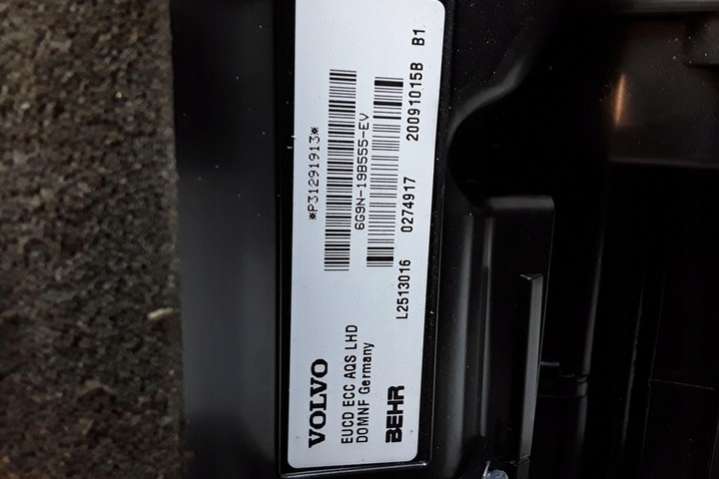 *P31291913*
6G9N-19B555-EV
VOLVO
EUCD ECC AQS LHD
DOMNF Germany
BEHR
L2513016 0274917 20091015B B1